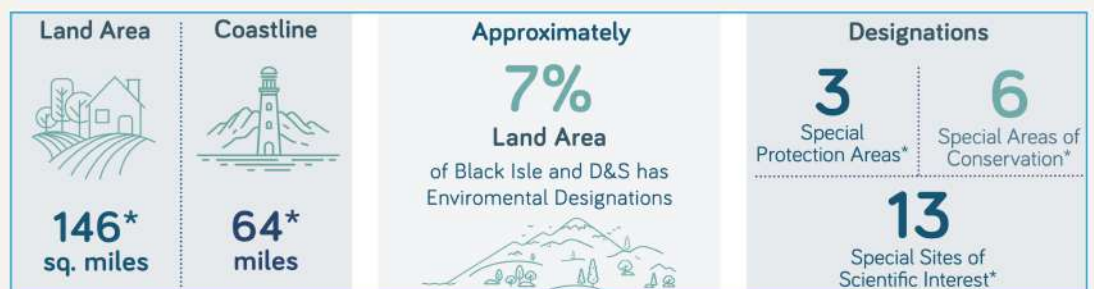 Land Area
146*
sq. miles
Coastline
64*
miles
Approximately
7%
Land Area
of Black Isle and D&S has
Enviromental Designations
Designations
3
Special
Protection Areas*
6
Special Areas of
Conservation*
13
Special Sites of
Scientific Interest*